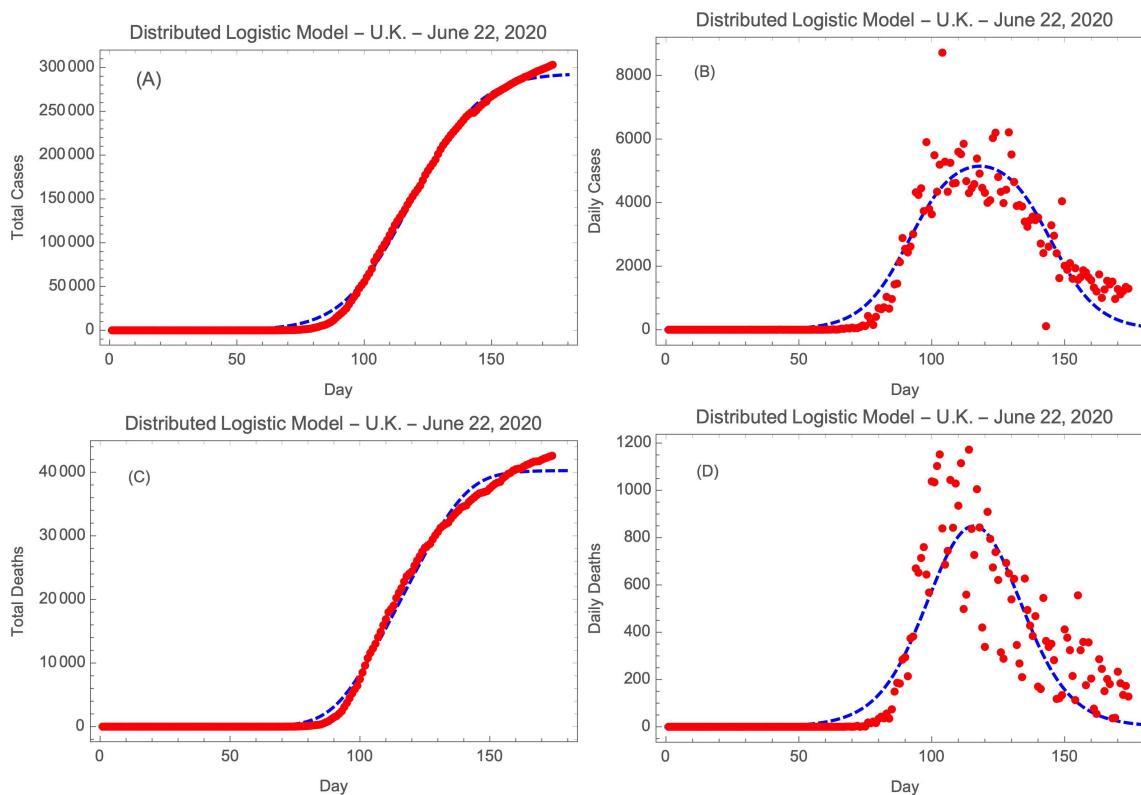 Distributed Logistic Model – U.K. – June 22, 2020
(A)
Total Cases
300 000
250 000
200 000
150 000
100 000
50 000
0
0 50 100 150
Day
Distributed Logistic Model – U.K. – June 22, 2020
(B)
Daily Cases
8000
6000
4000
2000
0
0 50 100 150
Day
Distributed Logistic Model – U.K. – June 22, 2020
(C)
Total Deaths
40 000
30 000
20 000
10 000
0
0 50 100 150
Day
Distributed Logistic Model – U.K. – June 22, 2020
(D)
Daily Deaths
1200
1000
800
600
400
200
0
0 50 100 150
Day